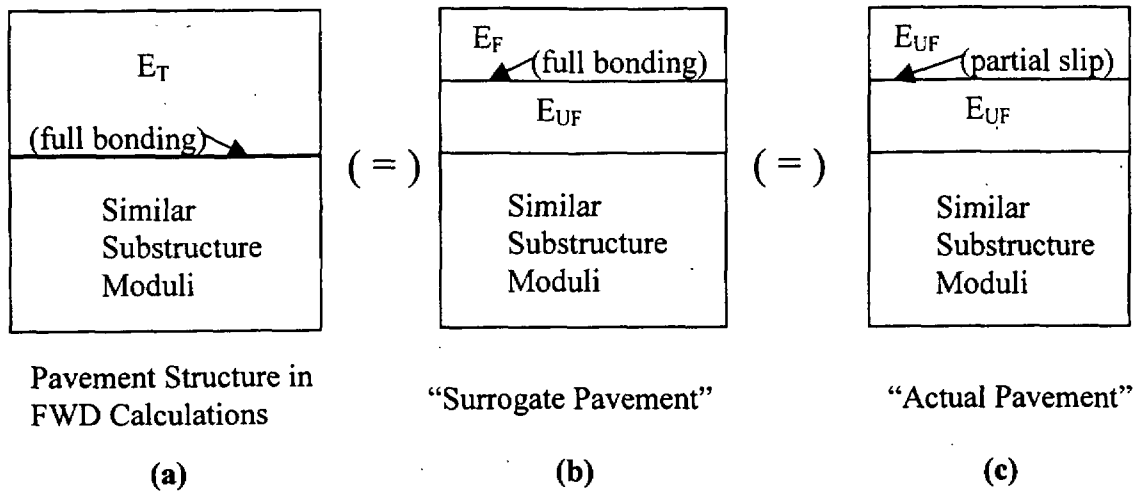 E_T
(full bonding)
Similar
Substructure
Moduli
Pavement Structure in
FWD Calculations
(a)
( = )
E_F
(full bonding)
E_UF
Similar
Substructure
Moduli
“Surrogate Pavement”
(b)
( = )
E_UF
(partial slip)
E_UF
Similar
Substructure
Moduli
“Actual Pavement”
(c)